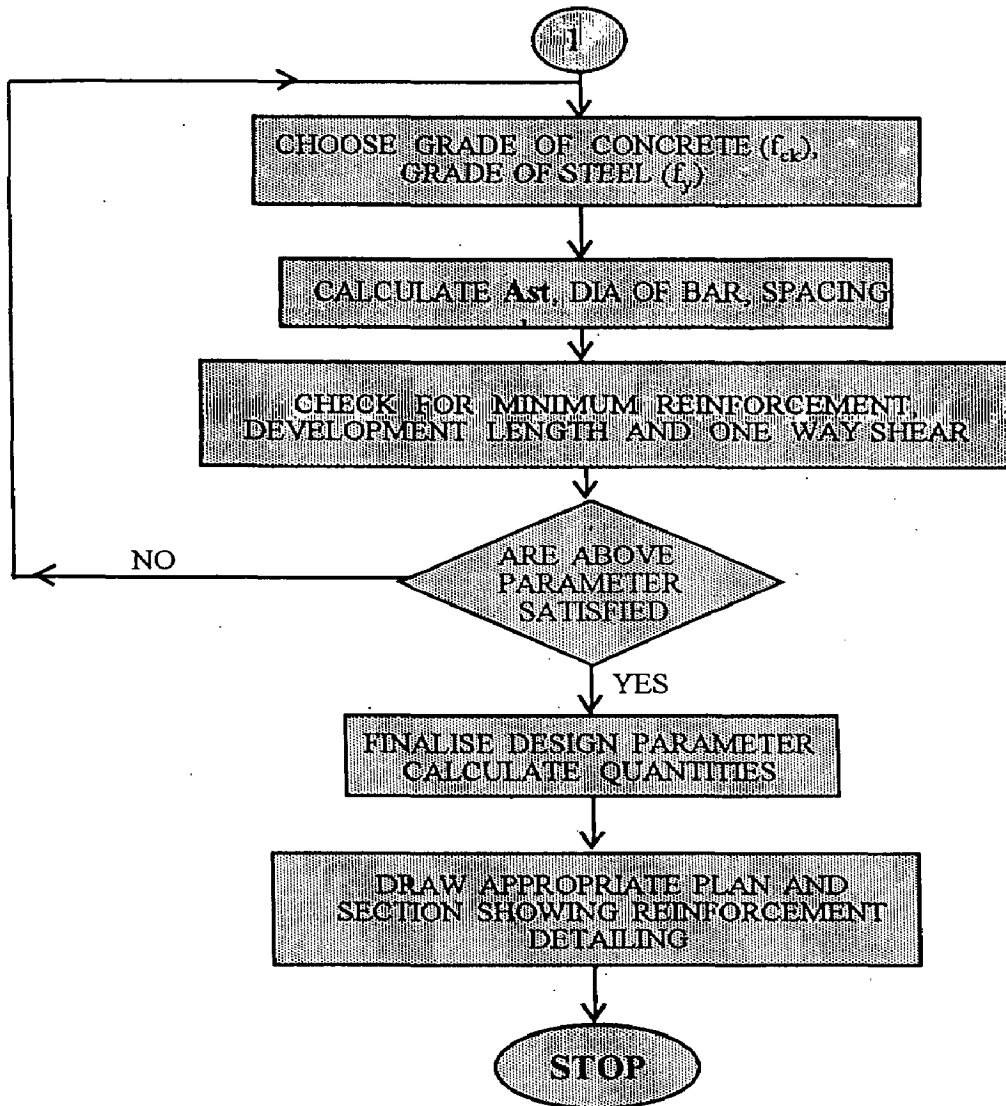 1
CHOOSE GRADE OF CONCRETE (fck),
GRADE OF STEEL (fy)
CALCULATE Ast, DIA OF BAR, SPACING
CHECK FOR MINIMUM REINFORCEMENT,
DEVELOPMENT LENGTH AND ONE WAY SHEAR
NO
ARE ABOVE
PARAMETER
SATISFIED
YES
FINALISE DESIGN PARAMETER
CALCULATE QUANTITIES
DRAW APPROPRIATE PLAN AND
SECTION SHOWING REINFORCEMENT
DETAILING
STOP